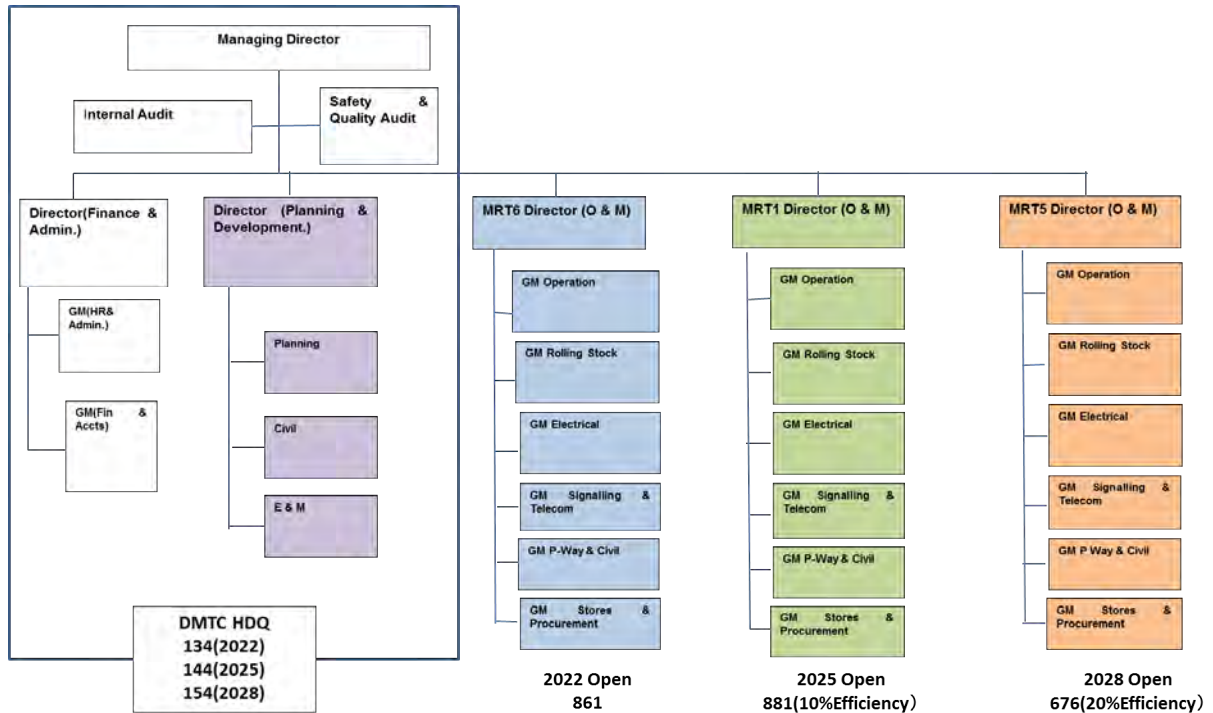 Managing Director
Internal Audit
Safety &
Quality Audit
Director(Finance &
Admin.)
GM(HR&
Admin.)
GM(Fin &
Accts)
Director (Planning &
Development.)
Planning
Civil
E & M
DMTC HDQ
134(2022)
144(2025)
154(2028)
MRT6 Director (O & M)
GM Operation
GM Rolling Stock
GM Electrical
GM Signalling &
Telecom
GM P-Way & Civil
GM Stores &
Procurement
2022 Open
861
MRT1 Director (O & M)
GM Operation
GM Rolling Stock
GM Electrical
GM Signalling &
Telecom
GM P-Way & Civil
GM Stores &
Procurement
2025 Open
881(10%Efficiency）
MRT5 Director (O & M)
GM Operation
GM Rolling Stock
GM Electrical
GM Signalling &
Telecom
GM P Way & Civil
GM Stores &
Procurement
2028 Open
676(20%Efficiency）